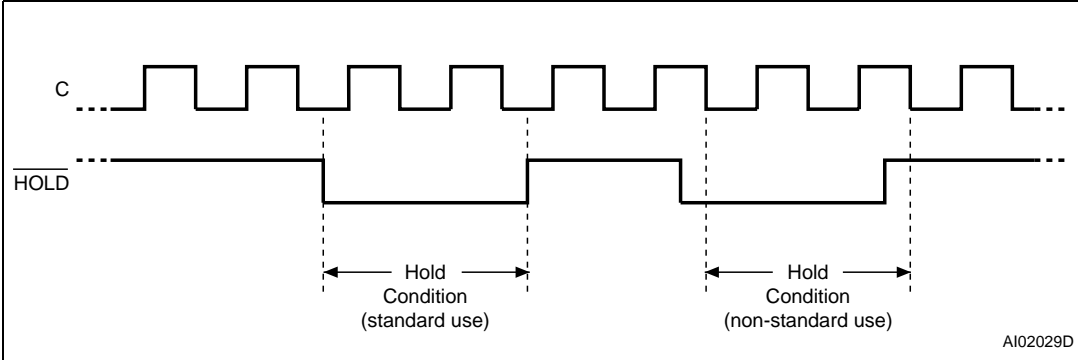 C
HOLD
Hold
Condition
(standard use)
Hold
Condition
(non-standard use)
AI02029D